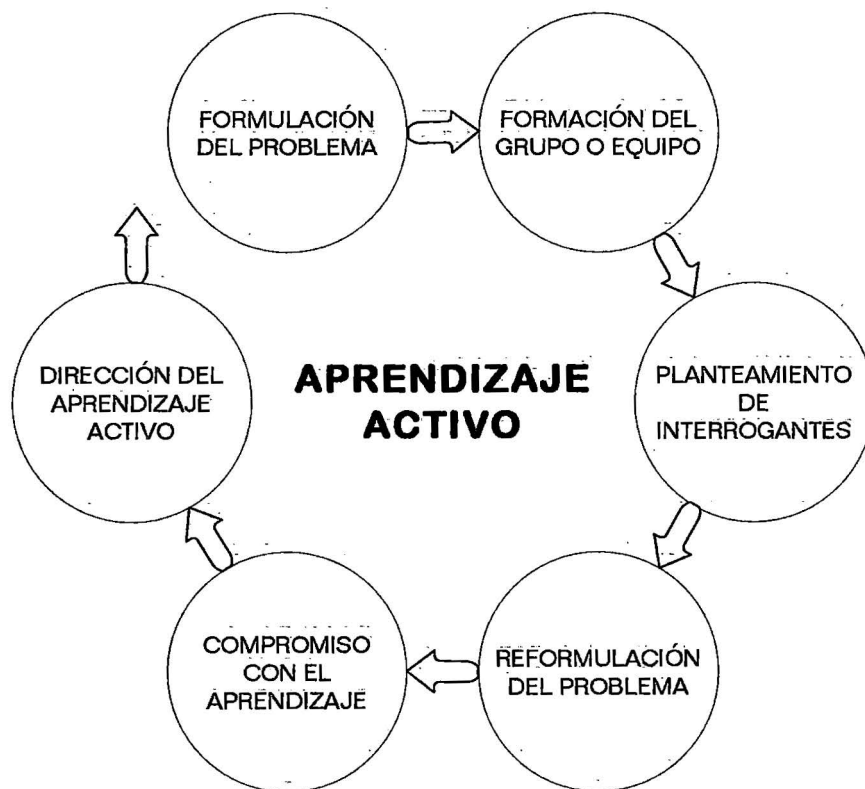 FORMULACIÓN
DEL PROBLEMA
FORMACIÓN DEL
GRUPO O EQUIPO
PLANTEAMIENTO
DE
INTERROGANTES
REFORMULACIÓN
DEL PROBLEMA
COMPROMISO
CON EL
APRENDIZAJE
DIRECCIÓN DEL
APRENDIZAJE
ACTIVO
APRENDIZAJE
ACTIVO